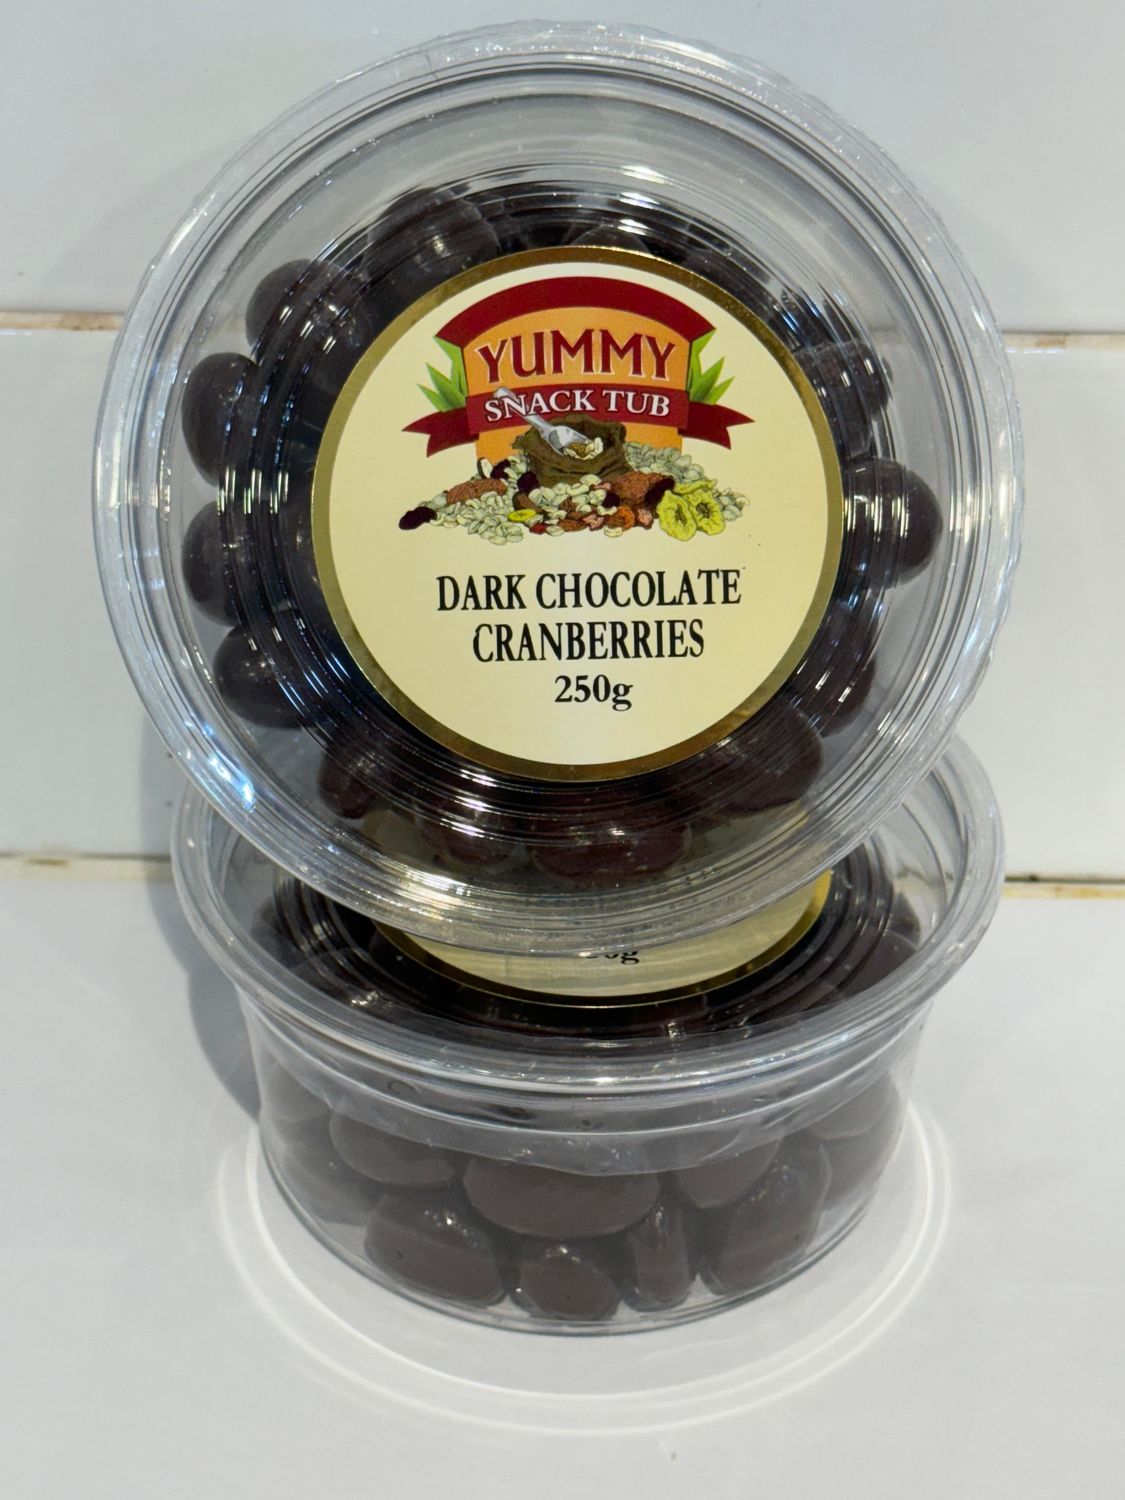 YUMMY
SNACK TUB
DARK CHOCOLATE
CRANBERRIES
250g